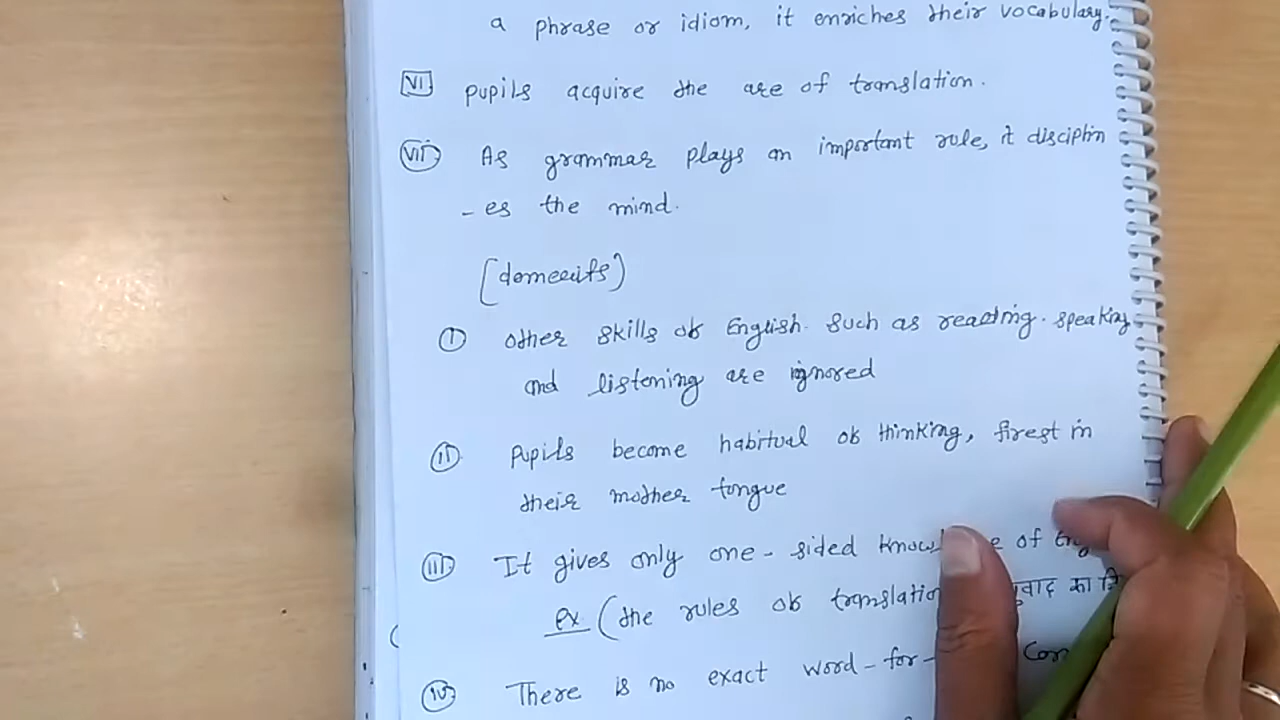 a phrase or idiom, it enriches their vocabulary.
VI pupils acquire the are of translation.
VII As grammar plays an important role, it disciplin
- es the mind.
[demerits)
I other skills of English. Such as reading. speaking
and listening are ignored
II pupils become habitual of thinking, first in
their mother tongue
III It gives only one - sided of
ex (the rules of का
IV There is no exact word - for -